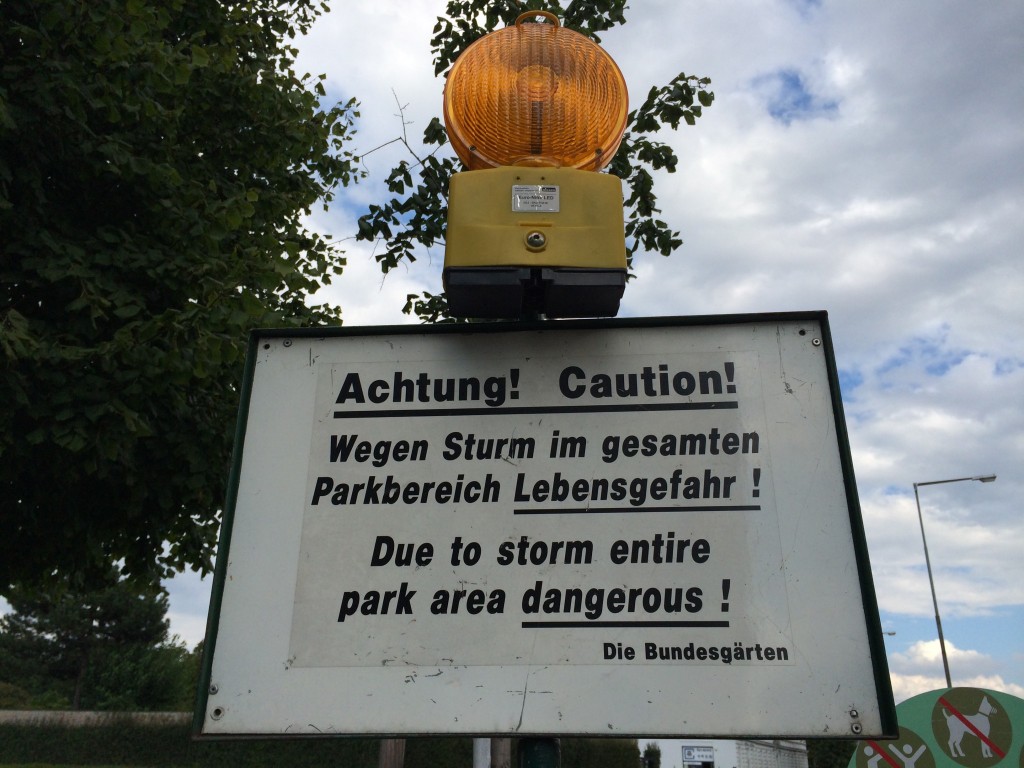 Achtung! Caution!
Wegen Sturm im gesamten
Parkbereich Lebensgefahr !
Due to storm entire
park area dangerous !
Die Bundesgärten